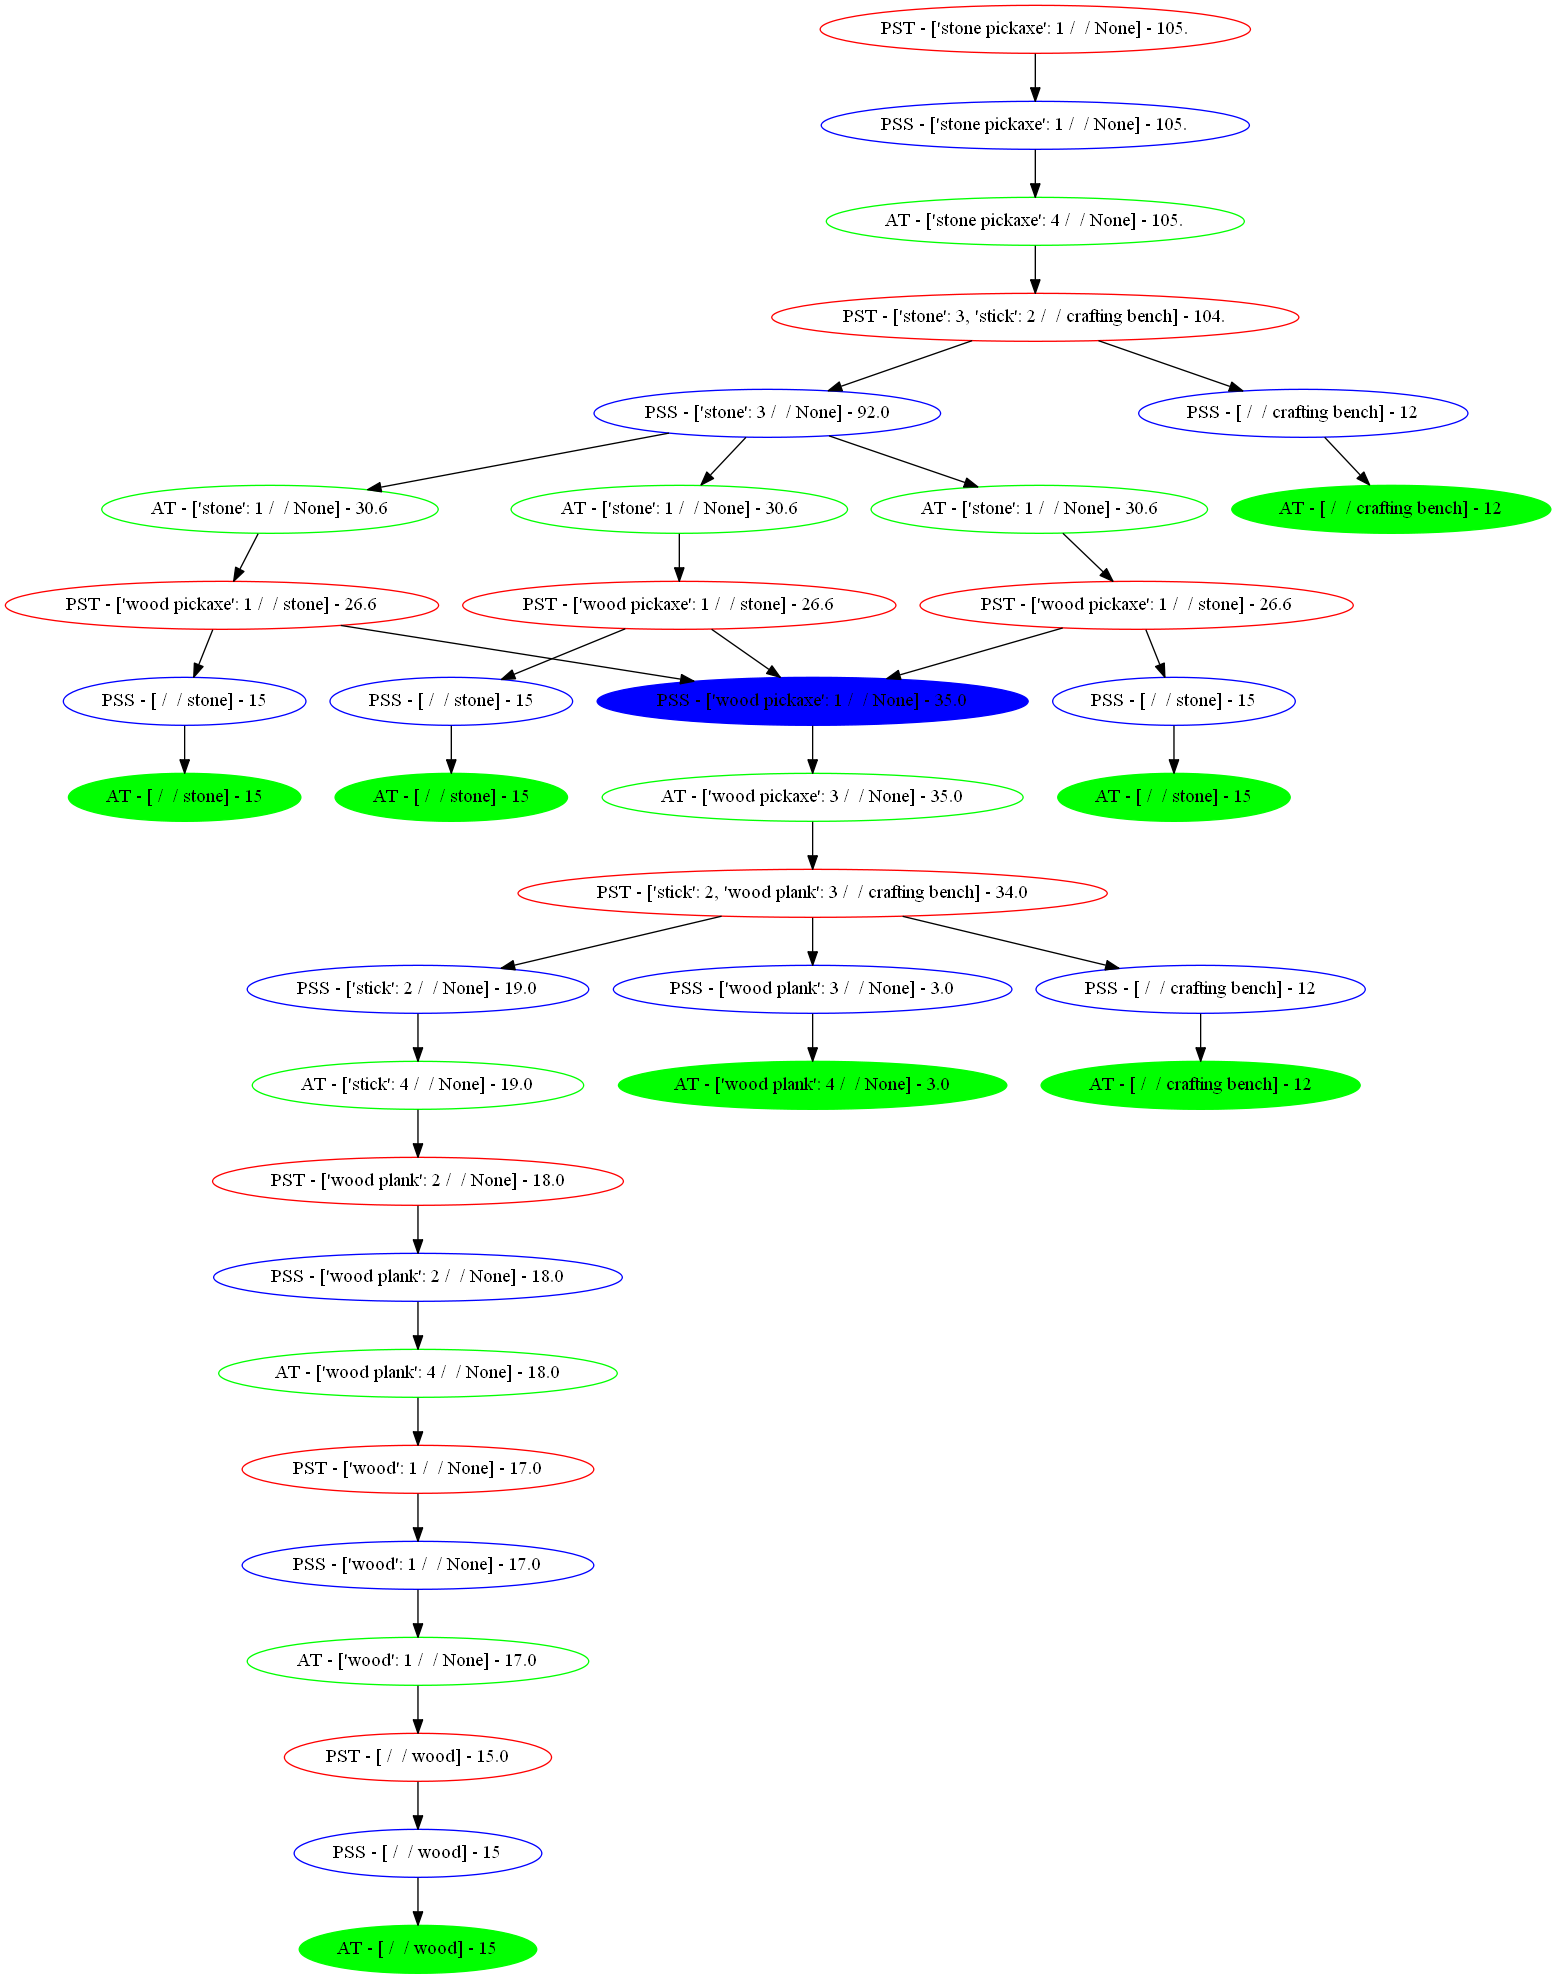 PST - ['stone pickaxe': 1 /  / None] - 105.
PSS - ['stone pickaxe': 1 /  / None] - 105.
AT - ['stone pickaxe': 4 /  / None] - 105.
PST - ['stone': 3, 'stick': 2 /  / crafting bench] - 104.
PSS - ['stone': 3 /  / None] - 92.0
PSS - [ /  / crafting bench] - 12
AT - ['stone': 1 /  / None] - 30.6
AT - ['stone': 1 /  / None] - 30.6
AT - ['stone': 1 /  / None] - 30.6
AT - [ /  / crafting bench] - 12
PST - ['wood pickaxe': 1 /  / stone] - 26.6
PST - ['wood pickaxe': 1 /  / stone] - 26.6
PST - ['wood pickaxe': 1 /  / stone] - 26.6
PSS - [ /  / stone] - 15
PSS - [ /  / stone] - 15
PSS - ['wood pickaxe': 1 /  / None] - 35.0
PSS - [ /  / stone] - 15
AT - [ /  / stone] - 15
AT - [ /  / stone] - 15
AT - ['wood pickaxe': 3 /  / None] - 35.0
AT - [ /  / stone] - 15
PST - ['stick': 2, 'wood plank': 3 /  / crafting bench] - 34.0
PSS - ['stick': 2 /  / None] - 19.0
PSS - ['wood plank': 3 /  / None] - 3.0
PSS - [ /  / crafting bench] - 12
AT - ['stick': 4 /  / None] - 19.0
AT - ['wood plank': 4 /  / None] - 3.0
AT - [ /  / crafting bench] - 12
PST - ['wood plank': 2 /  / None] - 18.0
PSS - ['wood plank': 2 /  / None] - 18.0
AT - ['wood plank': 4 /  / None] - 18.0
PST - ['wood': 1 /  / None] - 17.0
PSS - ['wood': 1 /  / None] - 17.0
AT - ['wood': 1 /  / None] - 17.0
PST - [ /  / wood] - 15.0
PSS - [ /  / wood] - 15
AT - [ /  / wood] - 15